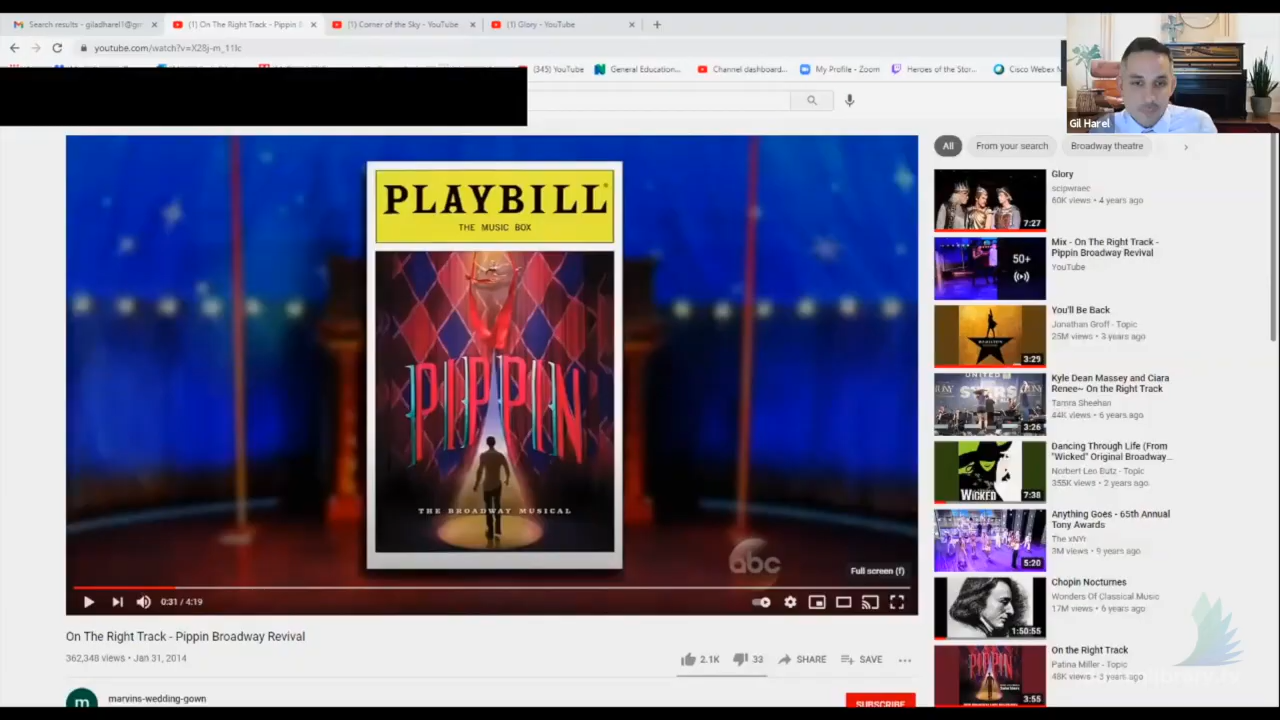 Search results - giladharel1@gm
(1) On The Right Track - Pippin B
(1) Corner of the Sky - YouTube
(1) Glory - YouTube
youtube.com/watch?v=X28j-m_11lc
(345) YouTube
General Education...
Channel dashboard...
My Profile - Zoom
Heroes of the Stor...
Cisco Webex M
Gil Harel
PLAYBILL
THE MUSIC BOX
PIPPIN
THE BROADWAY MUSICAL
abc
Full screen (f)
0:31 / 4:19
On The Right Track - Pippin Broadway Revival
362,348 views • Jan 31, 2014
2.1K
33
SHARE
SAVE
m
marvins-wedding-gown
SUBSCRIBE
All
From your search
Broadway theatre
Glory
scipwraec
60K views • 4 years ago
7:27
Mix - On The Right Track -
Pippin Broadway Revival
YouTube
50+
You'll Be Back
Jonathan Groff - Topic
25M views • 3 years ago
HAMILTON
3:29
Kyle Dean Massey and Ciara
Renee~ On the Right Track
Tamra Sheehan
44K views • 6 years ago
3:26
Dancing Through Life (From
"Wicked" Original Broadway...
Norbert Leo Butz - Topic
355K views • 2 years ago
WICKED
7:38
Anything Goes - 65th Annual
Tony Awards
The xNYr
3M views • 9 years ago
5:20
Chopin Nocturnes
Wonders Of Classical Music
17M views • 6 years ago
1:50:55
On the Right Track
Patina Miller - Topic
48K views • 3 years ago
PIPPIN
3:55